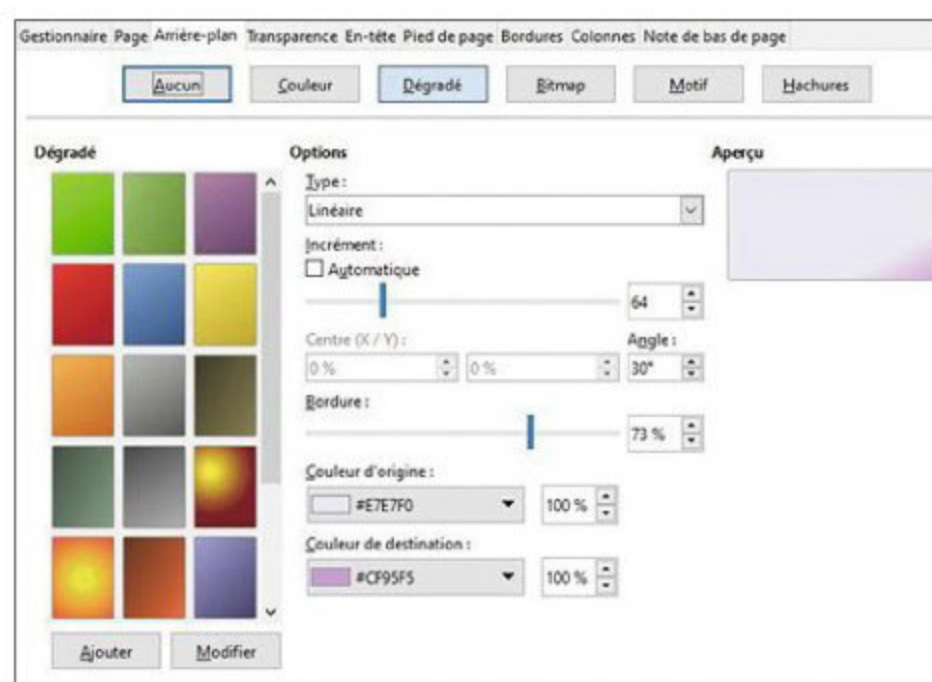 Gestionnaire Page Arrière-plan Transparence En-tête Pied de page Bordures Colonnes Note de bas de page
Aucun Couleur Dégradé Bitmap Motif Hachures
Dégradé
Options
Aperçu
Type :
Linéaire
Incrément :
Automatique
64
Centre (X / Y) :
Angle :
0 %
0 %
30°
Bordure :
73 %
Couleur d'origine :
#E7E7F0
100 %
Couleur de destination :
#CF95F5
100 %
Ajouter Modifier